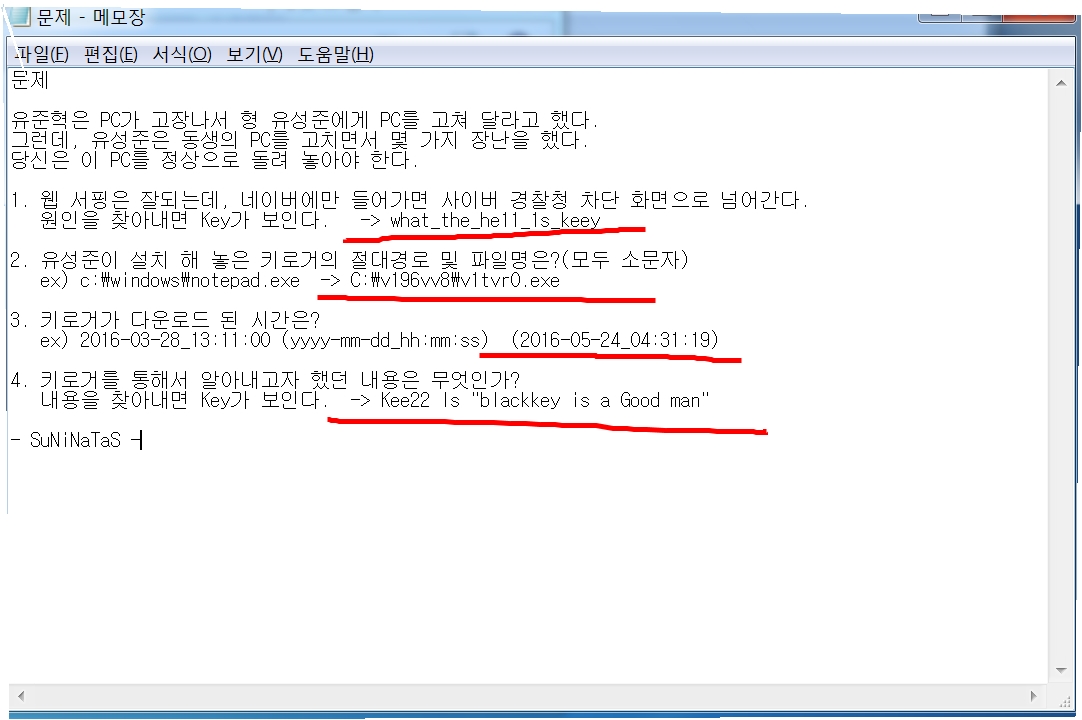 문제 - 메모장
파일(F) 편집(E) 서식(O) 보기(V) 도움말(H)
문제
유준혁은 PC가 고장나서 형 유성준에게 PC를 고쳐 달라고 했다.
그런데, 유성준은 동생의 PC를 고치면서 몇 가지 장난을 했다.
당신은 이 PC를 정상으로 돌려 놓아야 한다.
1. 웹 서핑은 잘되는데, 네이버에만 들어가면 사이버 경찰청 차단 화면으로 넘어간다.
원인을 찾아내면 Key가 보인다. -> what_the_he11_1s_keey
2. 유성준이 설치 해 놓은 키로거의 절대경로 및 파일명은?(모두 소문자)
ex) c:\windows\notepad.exe -> C:\v196vv8\v1tvr0.exe
3. 키로거가 다운로드 된 시간은?
ex) 2016-03-28_13:11:00 (yyyy-mm-dd_hh:mm:ss) (2016-05-24_04:31:19)
4. 키로거를 통해서 알아내고자 했던 내용은 무엇인가?
내용을 찾아내면 Key가 보인다. -> Kee22 Is "blackkey is a Good man"
- SuNiNaTaS -